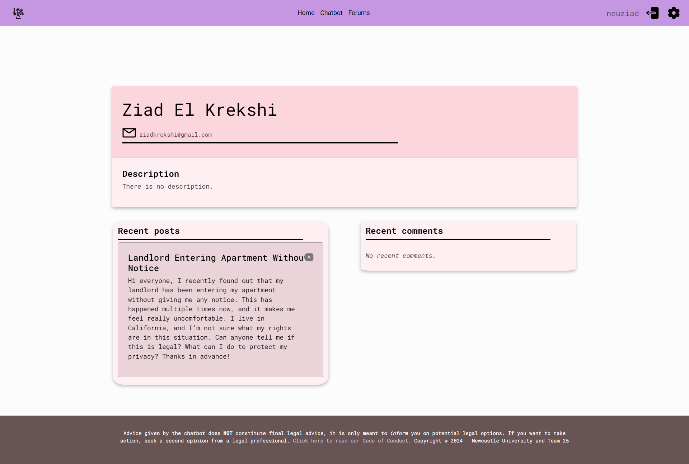 Home Chatbot Forums
neuziad
Ziad El Krekshi
ziadkrekshi@gmail.com
Description
There is no description.
Recent posts
Landlord Entering Apartment Withou
Notice
Hi everyone, I recently found out that my
landlord has been entering my apartment
without giving me any notice. This has
happened multiple times now, and it makes me
feel really uncomfortable. I live in
California, and I'm not sure what my rights
are in this situation. Can anyone tell me if
this is legal? What can I do to protect my
privacy? Thanks in advance!
Recent comments
No recent comments.
Advice given by the chatbot does NOT constitute final legal advice, it is only meant to inform you on potential legal options. If you want to take
action, seek a second opinion from a legal professional. Click here to read our Code of Conduct. Copyright © 2024 - Newcastle University and Team 25